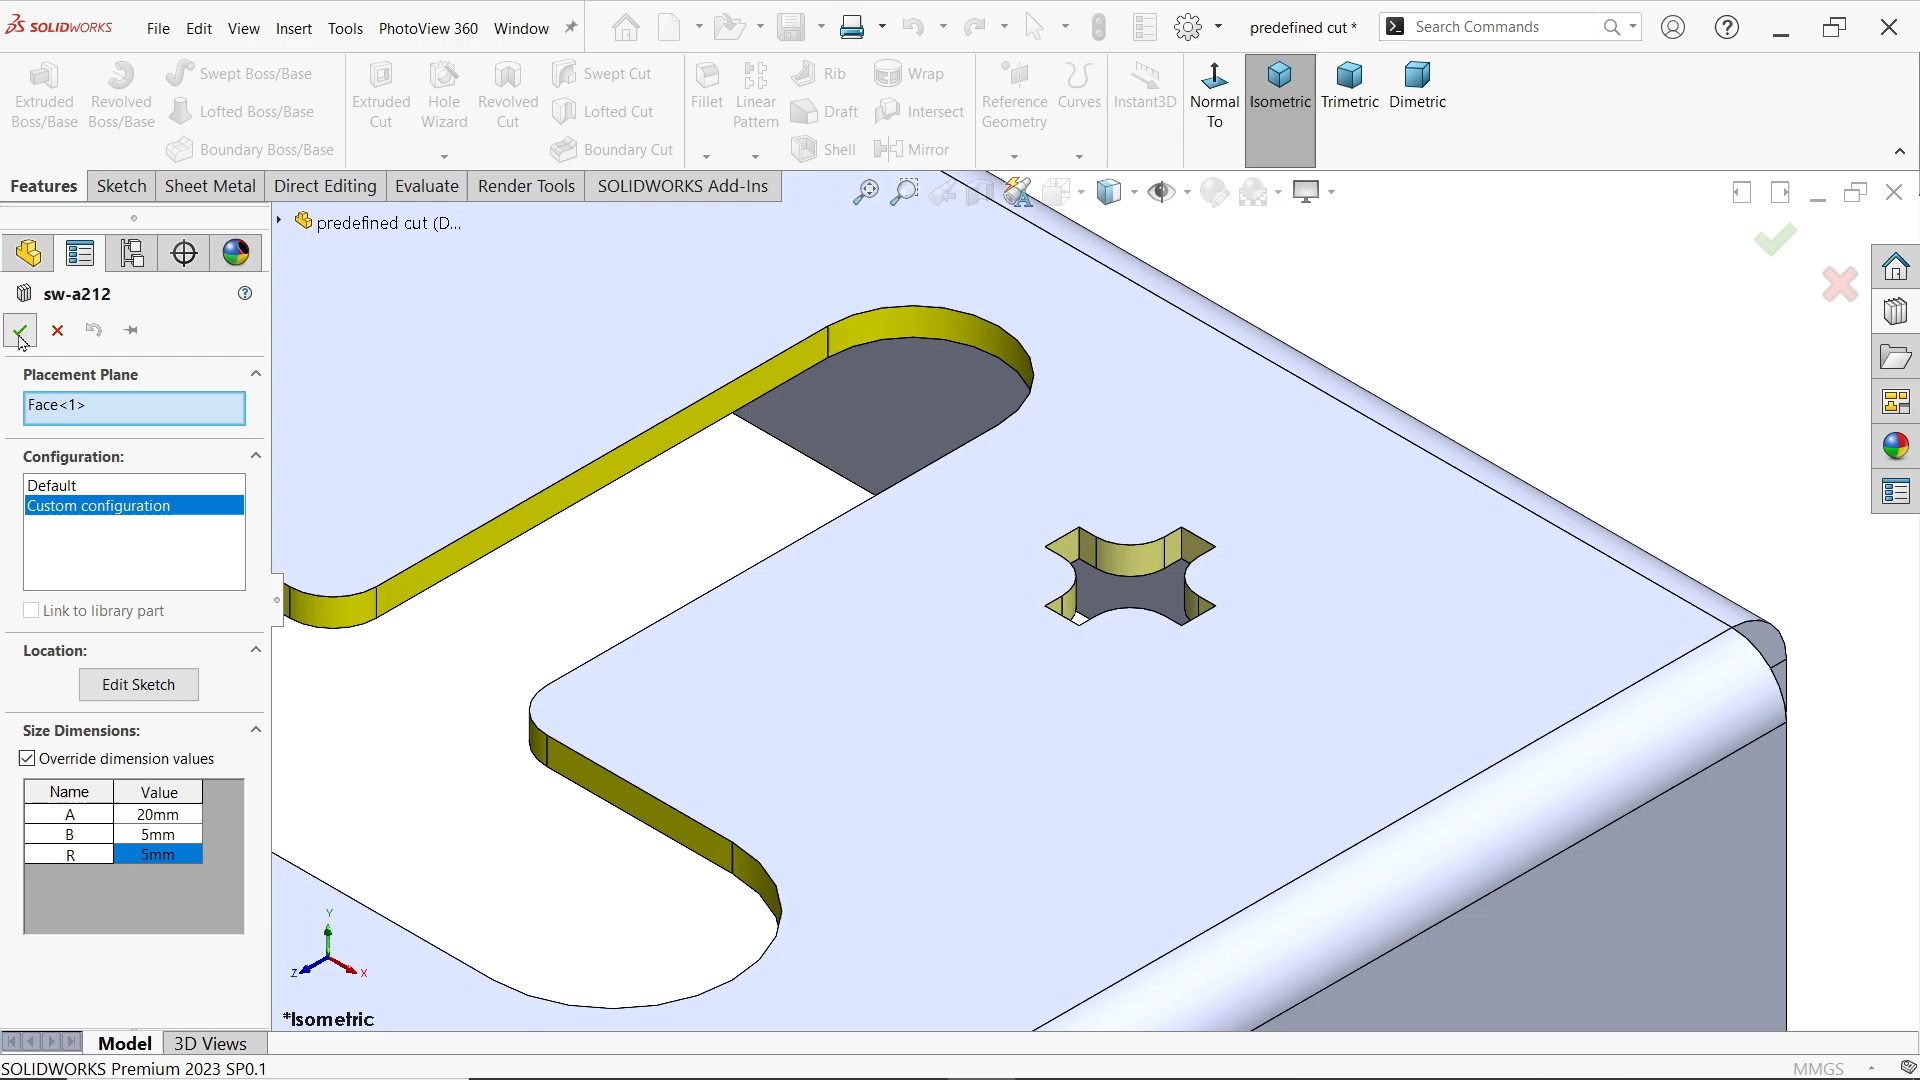 SOLIDWORKS
File Edit View Insert Tools PhotoView 360 Window
predefined cut *
Search Commands
Extruded Boss/Base
Revolved Boss/Base
Swept Boss/Base
Lofted Boss/Base
Boundary Boss/Base
Extruded Cut
Hole Wizard
Revolved Cut
Swept Cut
Lofted Cut
Boundary Cut
Fillet
Linear Pattern
Rib
Draft
Shell
Wrap
Intersect
Mirror
Reference Geometry
Curves
Instant3D
Normal To
Isometric
Trimetric
Dimetric
Features Sketch Sheet Metal Direct Editing Evaluate Render Tools SOLIDWORKS Add-Ins
predefined cut (D...
sw-a212
Placement Plane
Face<1>
Configuration:
Default
Custom configuration
Link to library part
Location:
Edit Sketch
Size Dimensions:
Override dimension values
Name Value
A 20mm
B 5mm
R 5mm
Y
Z X
*Isometric
Model 3D Views
SOLIDWORKS Premium 2023 SP0.1
MMGS